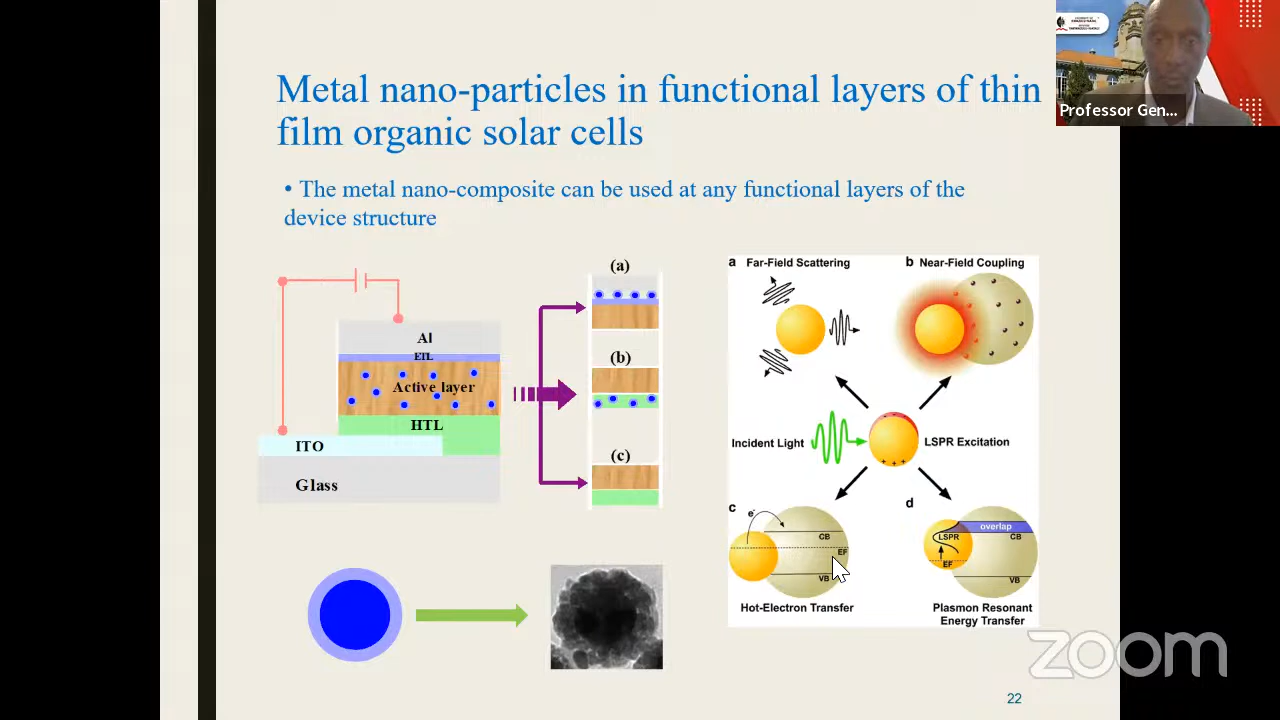 Metal nano-particles in functional layers of thin
film organic solar cells
• The metal nano-composite can be used at any functional layers of the
device structure
Al
ETL
Active layer
HTL
ITO
Glass
(a)
(b)
(c)
a Far-Field Scattering
b Near-Field Coupling
Incident Light
LSPR Excitation
c
e-
CB
EF
VB
Hot-Electron Transfer
d
overlap
LSPR
CB
EF
VB
Plasmon Resonant
Energy Transfer
22
Professor Gen...
zoom